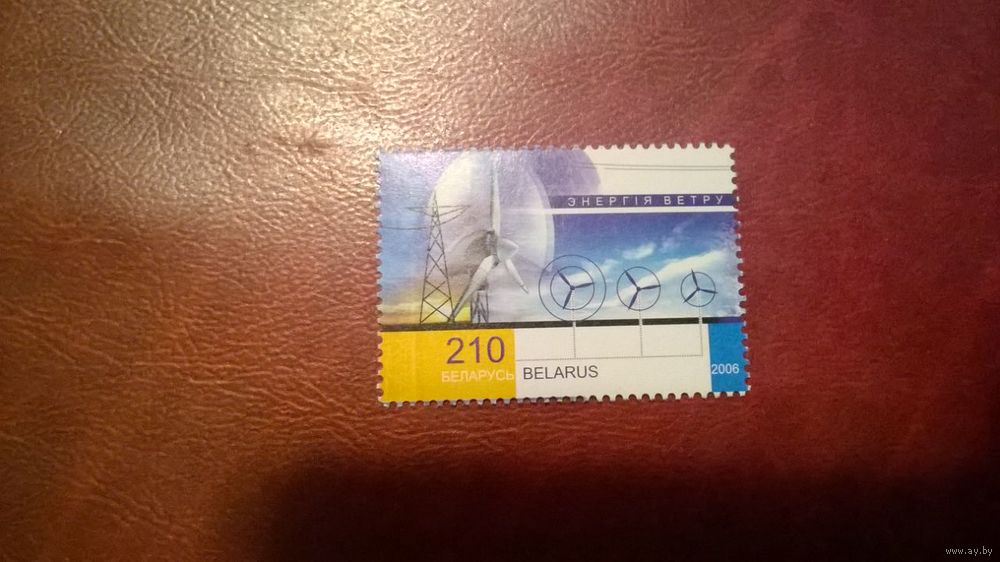 ЭНЕРГІЯ ВЕТРУ
210
БЕЛАРУСЬ BELARUS
2006
www.ay.by